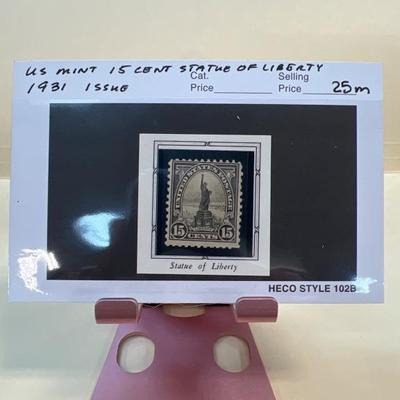 US MINT 15 CENT STATUE OF LIBERTY
1931 ISSUE
Cat.
Price
Selling
Price 25m
UNITED STATES POSTAGE
15 CENTS 15
Statue of Liberty
HECO STYLE 102B